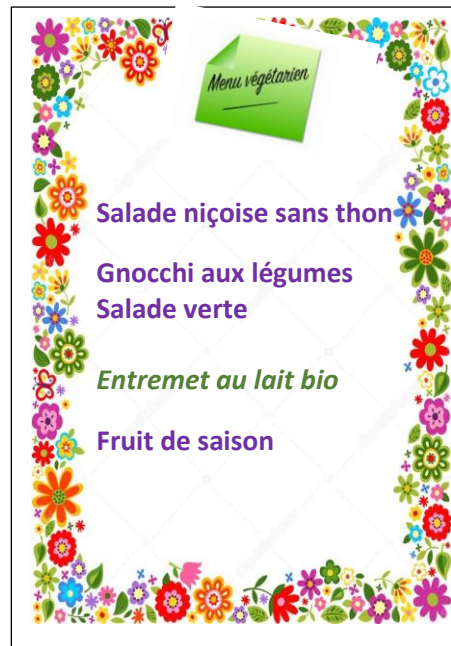 Menu végétarien
Salade niçoise sans thon
Gnocchi aux légumes
Salade verte
Entremet au lait bio
Fruit de saison